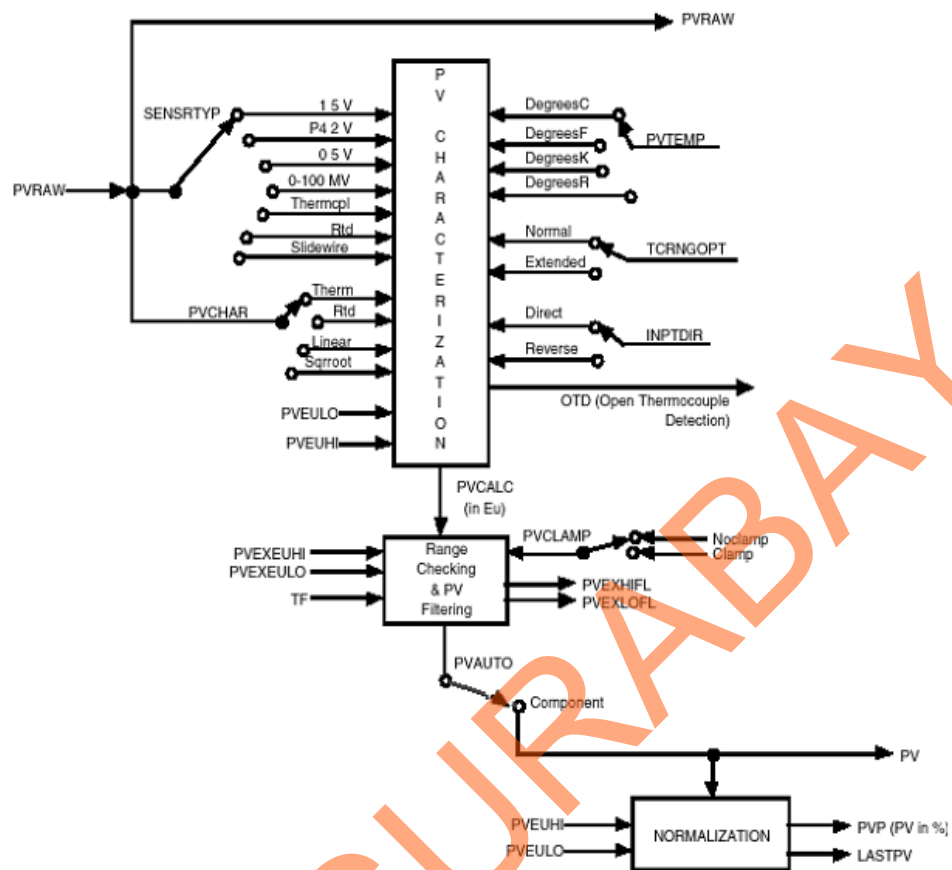 PVRAW
PV CHARACTERIZATION
SENSRTYP
1 5 V
P4 2 V
0 5 V
0-100 MV
Thermcpl
Rtd
Slidewire
PVRAW
DegreesC
DegreesF
DegreesK
DegreesR
PVTEMP
Normal
Extended
TCRNGOPT
PVCHAR
Therm
Rtd
Linear
Sqrroot
Direct
Reverse
INPTDIR
OTD (Open Thermocouple
Detection)
PVEULO
PVEUHI
PVCALC
(in Eu)
PVEXEUHI
PVEXEULO
TF
Range
Checking
& PV
Filtering
PVCLAMP
Noclamp
Clamp
PVEXHIFL
PVEXLOFL
PVAUTO
Component
PV
PVEUHI
PVEULO
NORMALIZATION
PVP (PV in %)
LASTPV
SURABAY